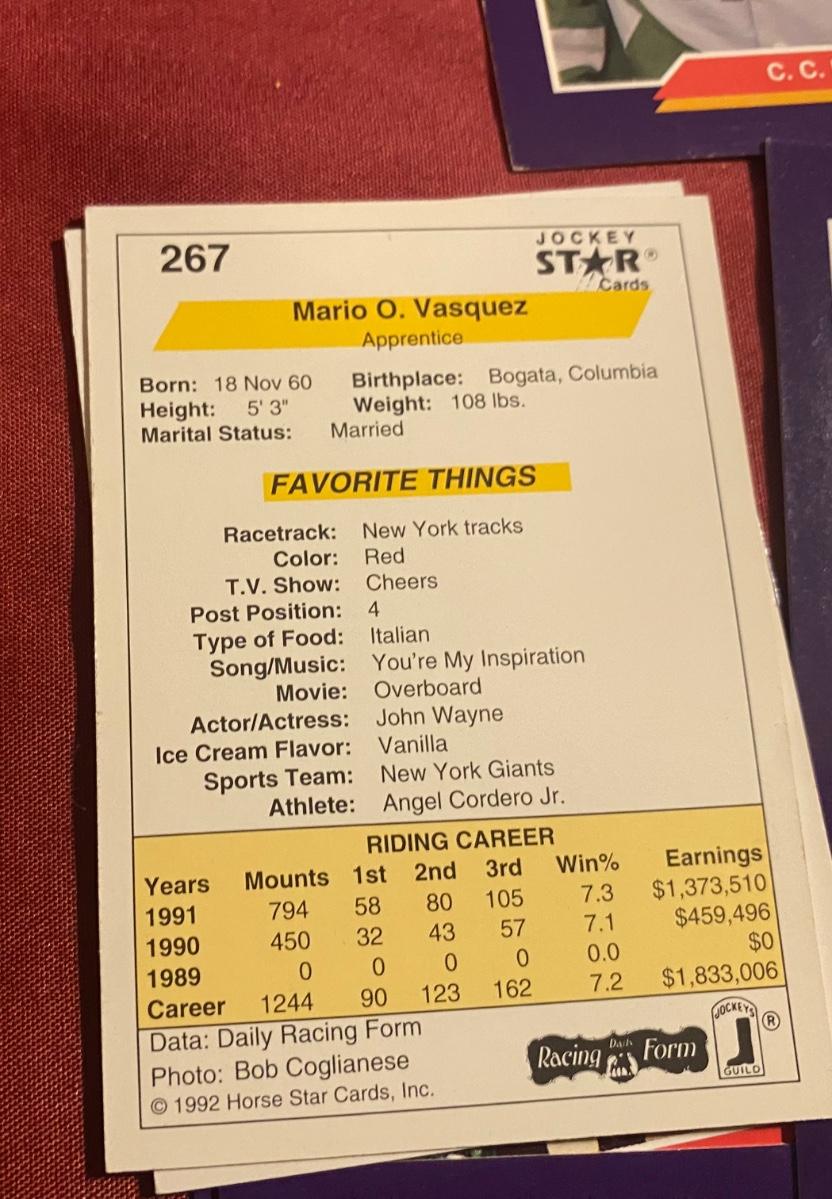 C. C.
267
JOCKEY
ST★R®
Cards
Mario O. Vasquez
Apprentice
Born: 18 Nov 60 Birthplace: Bogata, Columbia
Height: 5' 3" Weight: 108 lbs.
Marital Status: Married
FAVORITE THINGS
Racetrack: New York tracks
Color: Red
T.V. Show: Cheers
Post Position: 4
Type of Food: Italian
Song/Music: You're My Inspiration
Movie: Overboard
Actor/Actress: John Wayne
Ice Cream Flavor: Vanilla
Sports Team: New York Giants
Athlete: Angel Cordero Jr.
RIDING CAREER
Years Mounts 1st 2nd 3rd Win% Earnings
1991 794 58 80 105 7.3 $1,373,510
1990 450 32 43 57 7.1 $459,496
1989 0 0 0 0 0.0 $0
Career 1244 90 123 162 7.2 $1,833,006
Data: Daily Racing Form
Photo: Bob Coglianese
© 1992 Horse Star Cards, Inc.
Daily
Racing Form
JOCKEYS
GUILD ®